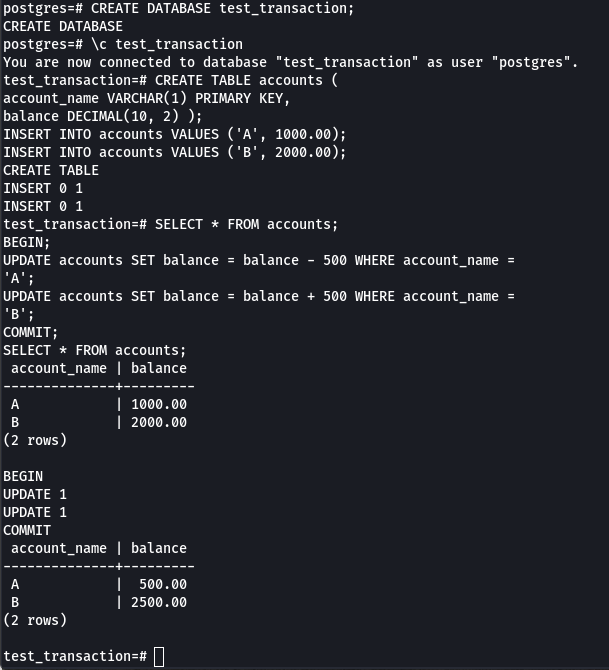 postgres=# CREATE DATABASE test_transaction;
CREATE DATABASE
postgres=# \c test_transaction
You are now connected to database "test_transaction" as user "postgres".
test_transaction=# CREATE TABLE accounts (
account_name VARCHAR(1) PRIMARY KEY,
balance DECIMAL(10, 2) );
INSERT INTO accounts VALUES ('A', 1000.00);
INSERT INTO accounts VALUES ('B', 2000.00);
CREATE TABLE
INSERT 0 1
INSERT 0 1
test_transaction=# SELECT * FROM accounts;
BEGIN;
UPDATE accounts SET balance = balance - 500 WHERE account_name =
'A';
UPDATE accounts SET balance = balance + 500 WHERE account_name =
'B';
COMMIT;
SELECT * FROM accounts;
 account_name | balance
--------------+---------
 A            | 1000.00
 B            | 2000.00
(2 rows)

BEGIN
UPDATE 1
UPDATE 1
COMMIT
 account_name | balance
--------------+---------
 A            |  500.00
 B            | 2500.00
(2 rows)

test_transaction=#